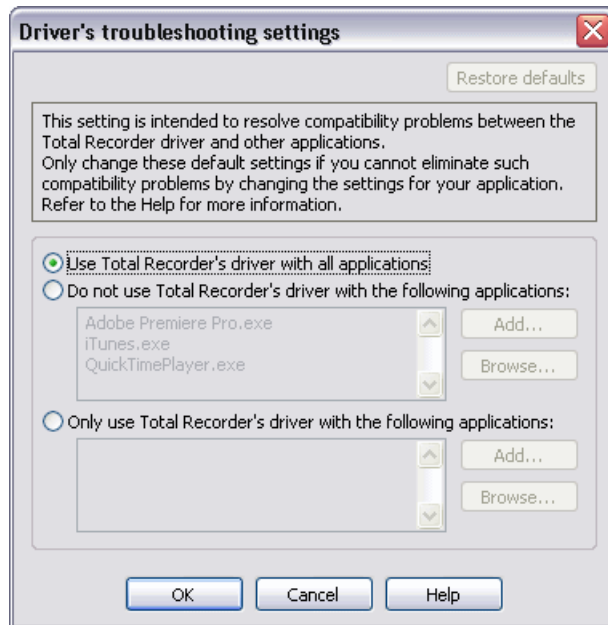 Driver's troubleshooting settings
Restore defaults
This setting is intended to resolve compatibility problems between the
Total Recorder driver and other applications.
Only change these default settings if you cannot eliminate such
compatibility problems by changing the settings for your application.
Refer to the Help for more information.
Use Total Recorder's driver with all applications
Do not use Total Recorder's driver with the following applications:
Adobe Premiere Pro.exe
iTunes.exe
QuickTimePlayer.exe
Add...
Browse...
Only use Total Recorder's driver with the following applications:
Add...
Browse...
OK
Cancel
Help